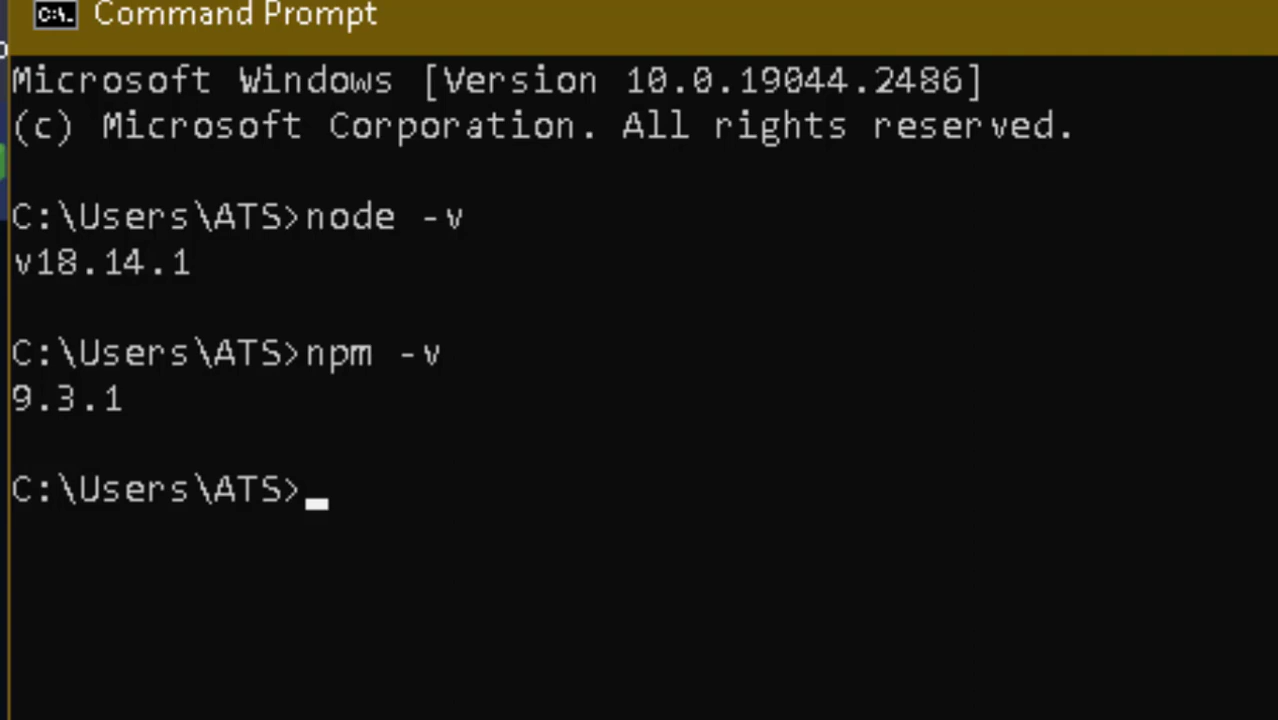 Command Prompt
Microsoft Windows [Version 10.0.19044.2486]
(c) Microsoft Corporation. All rights reserved.
C:\Users\ATS>node -v
v18.14.1
C:\Users\ATS>npm -v
9.3.1
C:\Users\ATS>